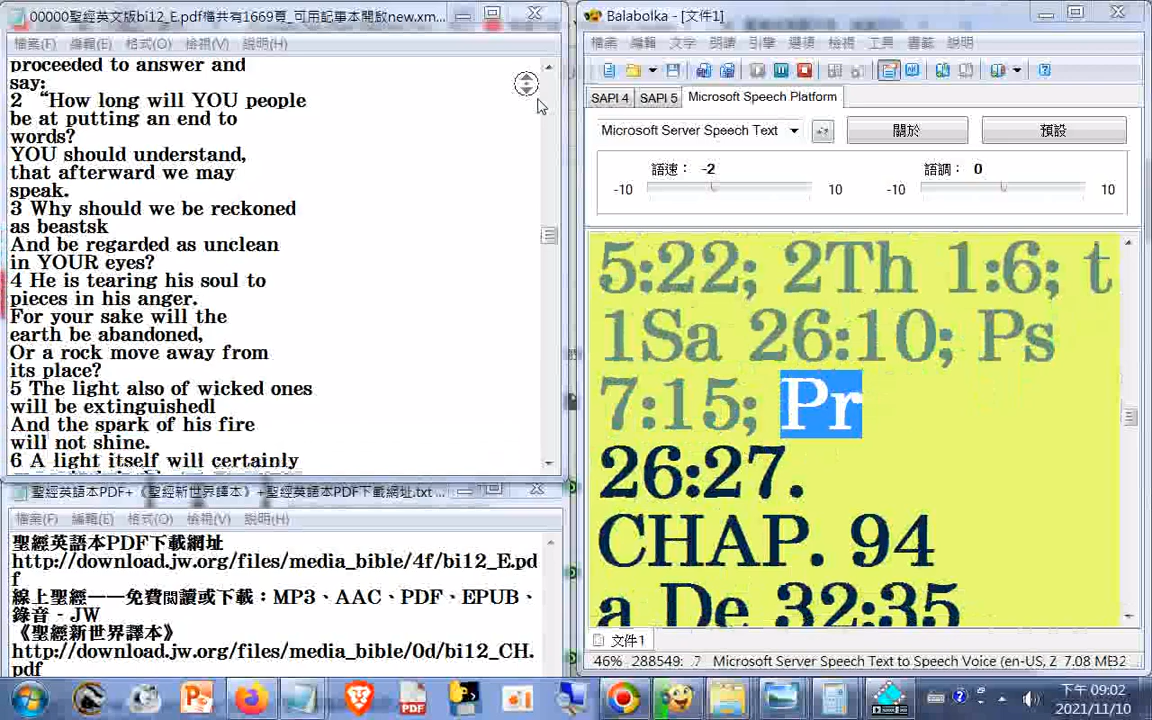 00000聖經英文版bi12_E.pdf檔共有1669頁_可用記事本開啟new.xm...
檔案(F) 編輯(E) 格式(O) 檢視(V) 說明(H)
proceeded to answer and
say:
2 “How long will YOU people
be at putting an end to
words?
YOU should understand,
that afterward we may
speak.
3 Why should we be reckoned
as beastsk
And be regarded as unclean
in YOUR eyes?
4 He is tearing his soul to
pieces in his anger.
For your sake will the
earth be abandoned,
Or a rock move away from
its place?
5 The light also of wicked ones
will be extinguishedl
And the spark of his fire
will not shine.
6 A light itself will certainly
聖經英語本PDF+《聖經新世界譯本》+聖經英語本PDF下載網址.txt ...
檔案(F) 編輯(E) 格式(O) 檢視(V) 說明(H)
聖經英語本PDF下載網址
http://download.jw.org/files/media_bible/4f/bi12_E.pd
f
線上聖經——免費閱讀或下載：MP3、AAC、PDF、EPUB、
錄音 - JW
《聖經新世界譯本》
http://download.jw.org/files/media_bible/0d/bi12_CH.
pdf
Balabolka - [文件1]
檔案 編輯 文字 朗讀 引擎 選項 檢視 工具 書籤 說明
SAPI 4 SAPI 5 Microsoft Speech Platform
Microsoft Server Speech Text 關於 預設
語速： -2 語調： 0
-10 10 -10 10
5:22; 2Th 1:6; t
1Sa 26:10; Ps
7:15; Pr
26:27.
CHAP. 94
a De 32:35
文件1
46% 288549: 7 Microsoft Server Speech Text to Speech Voice (en-US, Z 7.08 MB
下午 09:02
2021/11/10